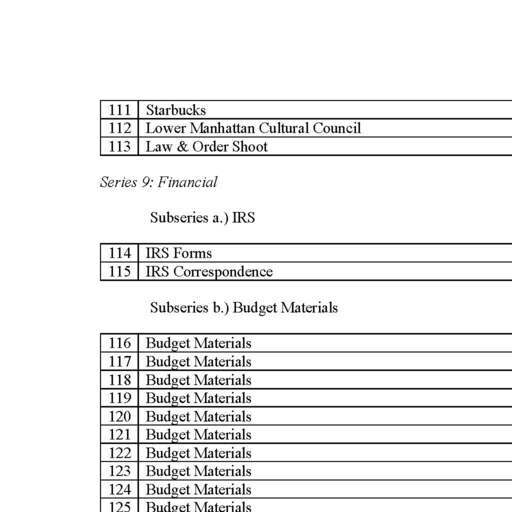 111 Starbucks
112 Lower Manhattan Cultural Council
113 Law & Order Shoot
Series 9: Financial
Subseries a.) IRS
114 IRS Forms
115 IRS Correspondence
Subseries b.) Budget Materials
116 Budget Materials
117 Budget Materials
118 Budget Materials
119 Budget Materials
120 Budget Materials
121 Budget Materials
122 Budget Materials
123 Budget Materials
124 Budget Materials
125 Budget Materials